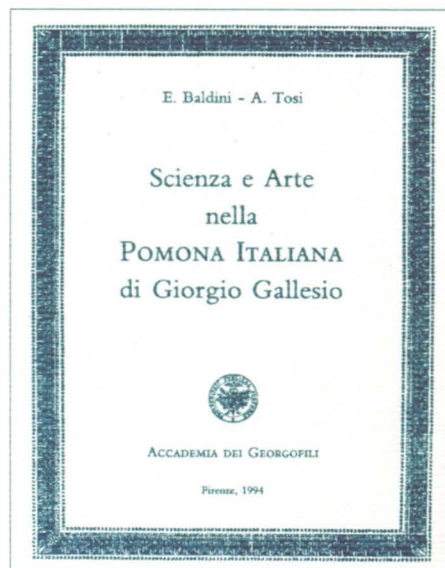 E. Baldini - A. Tosi
Scienza e Arte
nella
POMONA ITALIANA
di Giorgio Gallesio
ACCADEMIA DEI GEORGOFILI
Firenze, 1994